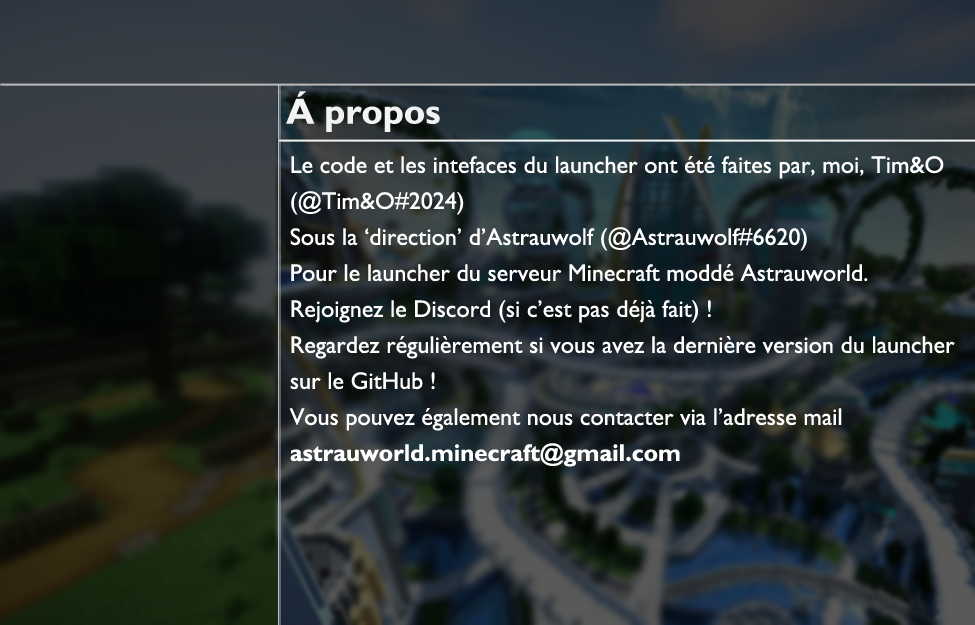 Á propos
Le code et les intefaces du launcher ont été faites par, moi, Tim&O
(@Tim&O#2024)
Sous la ‘direction’ d’Astrauwolf (@Astrauwolf#6620)
Pour le launcher du serveur Minecraft moddé Astrauworld.
Rejoignez le Discord (si c’est pas déjà fait) !
Regardez régulièrement si vous avez la dernière version du launcher
sur le GitHub !
Vous pouvez également nous contacter via l’adresse mail
astrauworld.minecraft@gmail.com